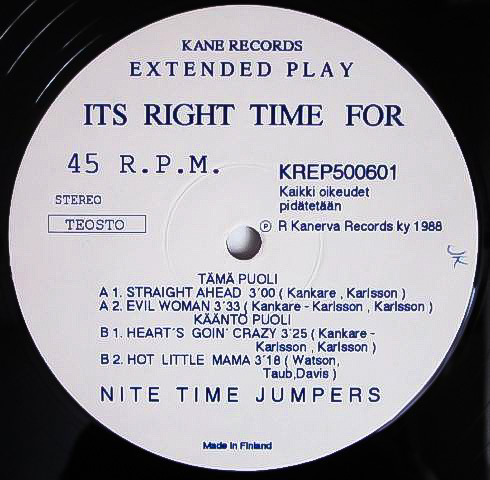 KANE RECORDS
EXTENDED PLAY
ITS RIGHT TIME FOR
45 R.P.M.
KREP500601
STEREO
Kaikki oikeudet
pidätetään
TEOSTO
Ⓟ R Kanerva Records ky 1988
TÄMÄ PUOLI
A 1. STRAIGHT AHEAD 3´00 ( Kankare , Karlsson )
A 2. EVIL WOMAN 3´33 ( Kankare - Karlsson , Karlsson )
KÄÄNTÖ PUOLI
B 1. HEART´S GOIN´ CRAZY 3´25 ( Kankare -
Karlsson , Karlsson )
B 2. HOT LITTLE MAMA 3´18 ( Watson,
Taub,Davis )
NITE TIME JUMPERS
Made in Finland